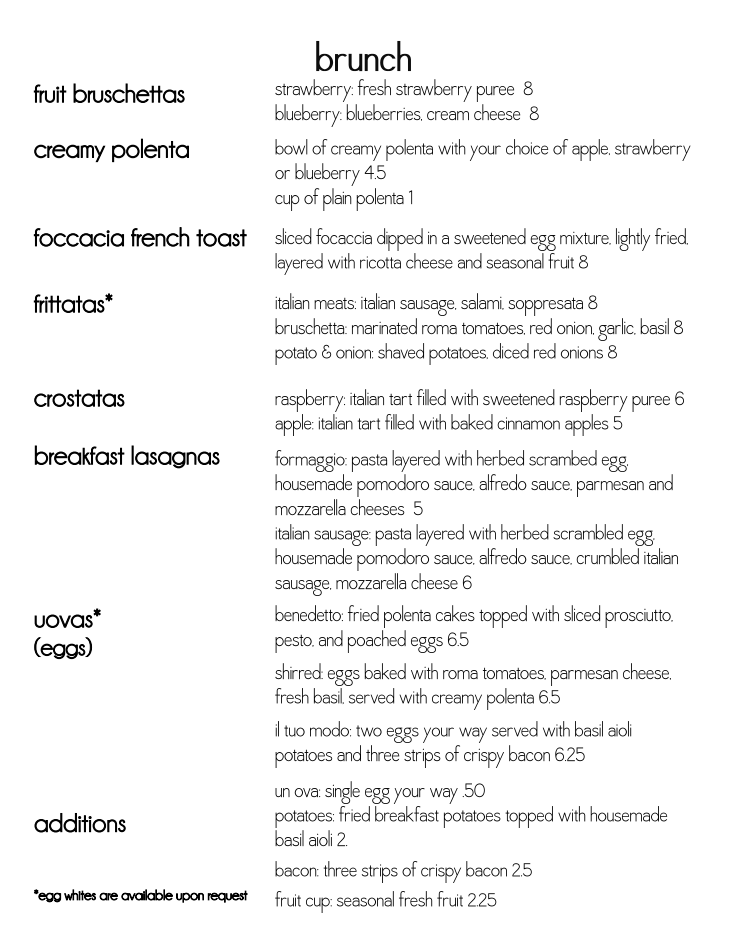 brunch
fruit bruschettas
strawberry: fresh strawberry puree 8
blueberry: blueberries, cream cheese 8
creamy polenta
bowl of creamy polenta with your choice of apple, strawberry
or blueberry 4.5
cup of plain polenta 1
foccacia french toast
sliced focaccia dipped in a sweetened egg mixture, lightly fried,
layered with ricotta cheese and seasonal fruit 8
frittatas*
italian meats: italian sausage, salami, soppresata 8
bruschetta: marinated roma tomatoes, red onion, garlic, basil 8
potato & onion: shaved potatoes, diced red onions 8
crostatas
raspberry: italian tart filled with sweetened raspberry puree 6
apple: italian tart filled with baked cinnamon apples 5
breakfast lasagnas
formaggio: pasta layered with herbed scrambed egg,
housemade pomodoro sauce, alfredo sauce, parmesan and
mozzarella cheeses 5
italian sausage: pasta layered with herbed scrambled egg,
housemade pomodoro sauce, alfredo sauce, crumbled italian
sausage, mozzarella cheese 6
uovas*
(eggs)
benedetto: fried polenta cakes topped with sliced prosciutto,
pesto, and poached eggs 6.5
shirred: eggs baked with roma tomatoes, parmesan cheese,
fresh basil, served with creamy polenta 6.5
il tuo modo: two eggs your way served with basil aioli
potatoes and three strips of crispy bacon 6.25
additions
un ova: single egg your way .50
potatoes: fried breakfast potatoes topped with housemade
basil aioli 2.
bacon: three strips of crispy bacon 2.5
fruit cup: seasonal fresh fruit 2.25
*egg whites are available upon request